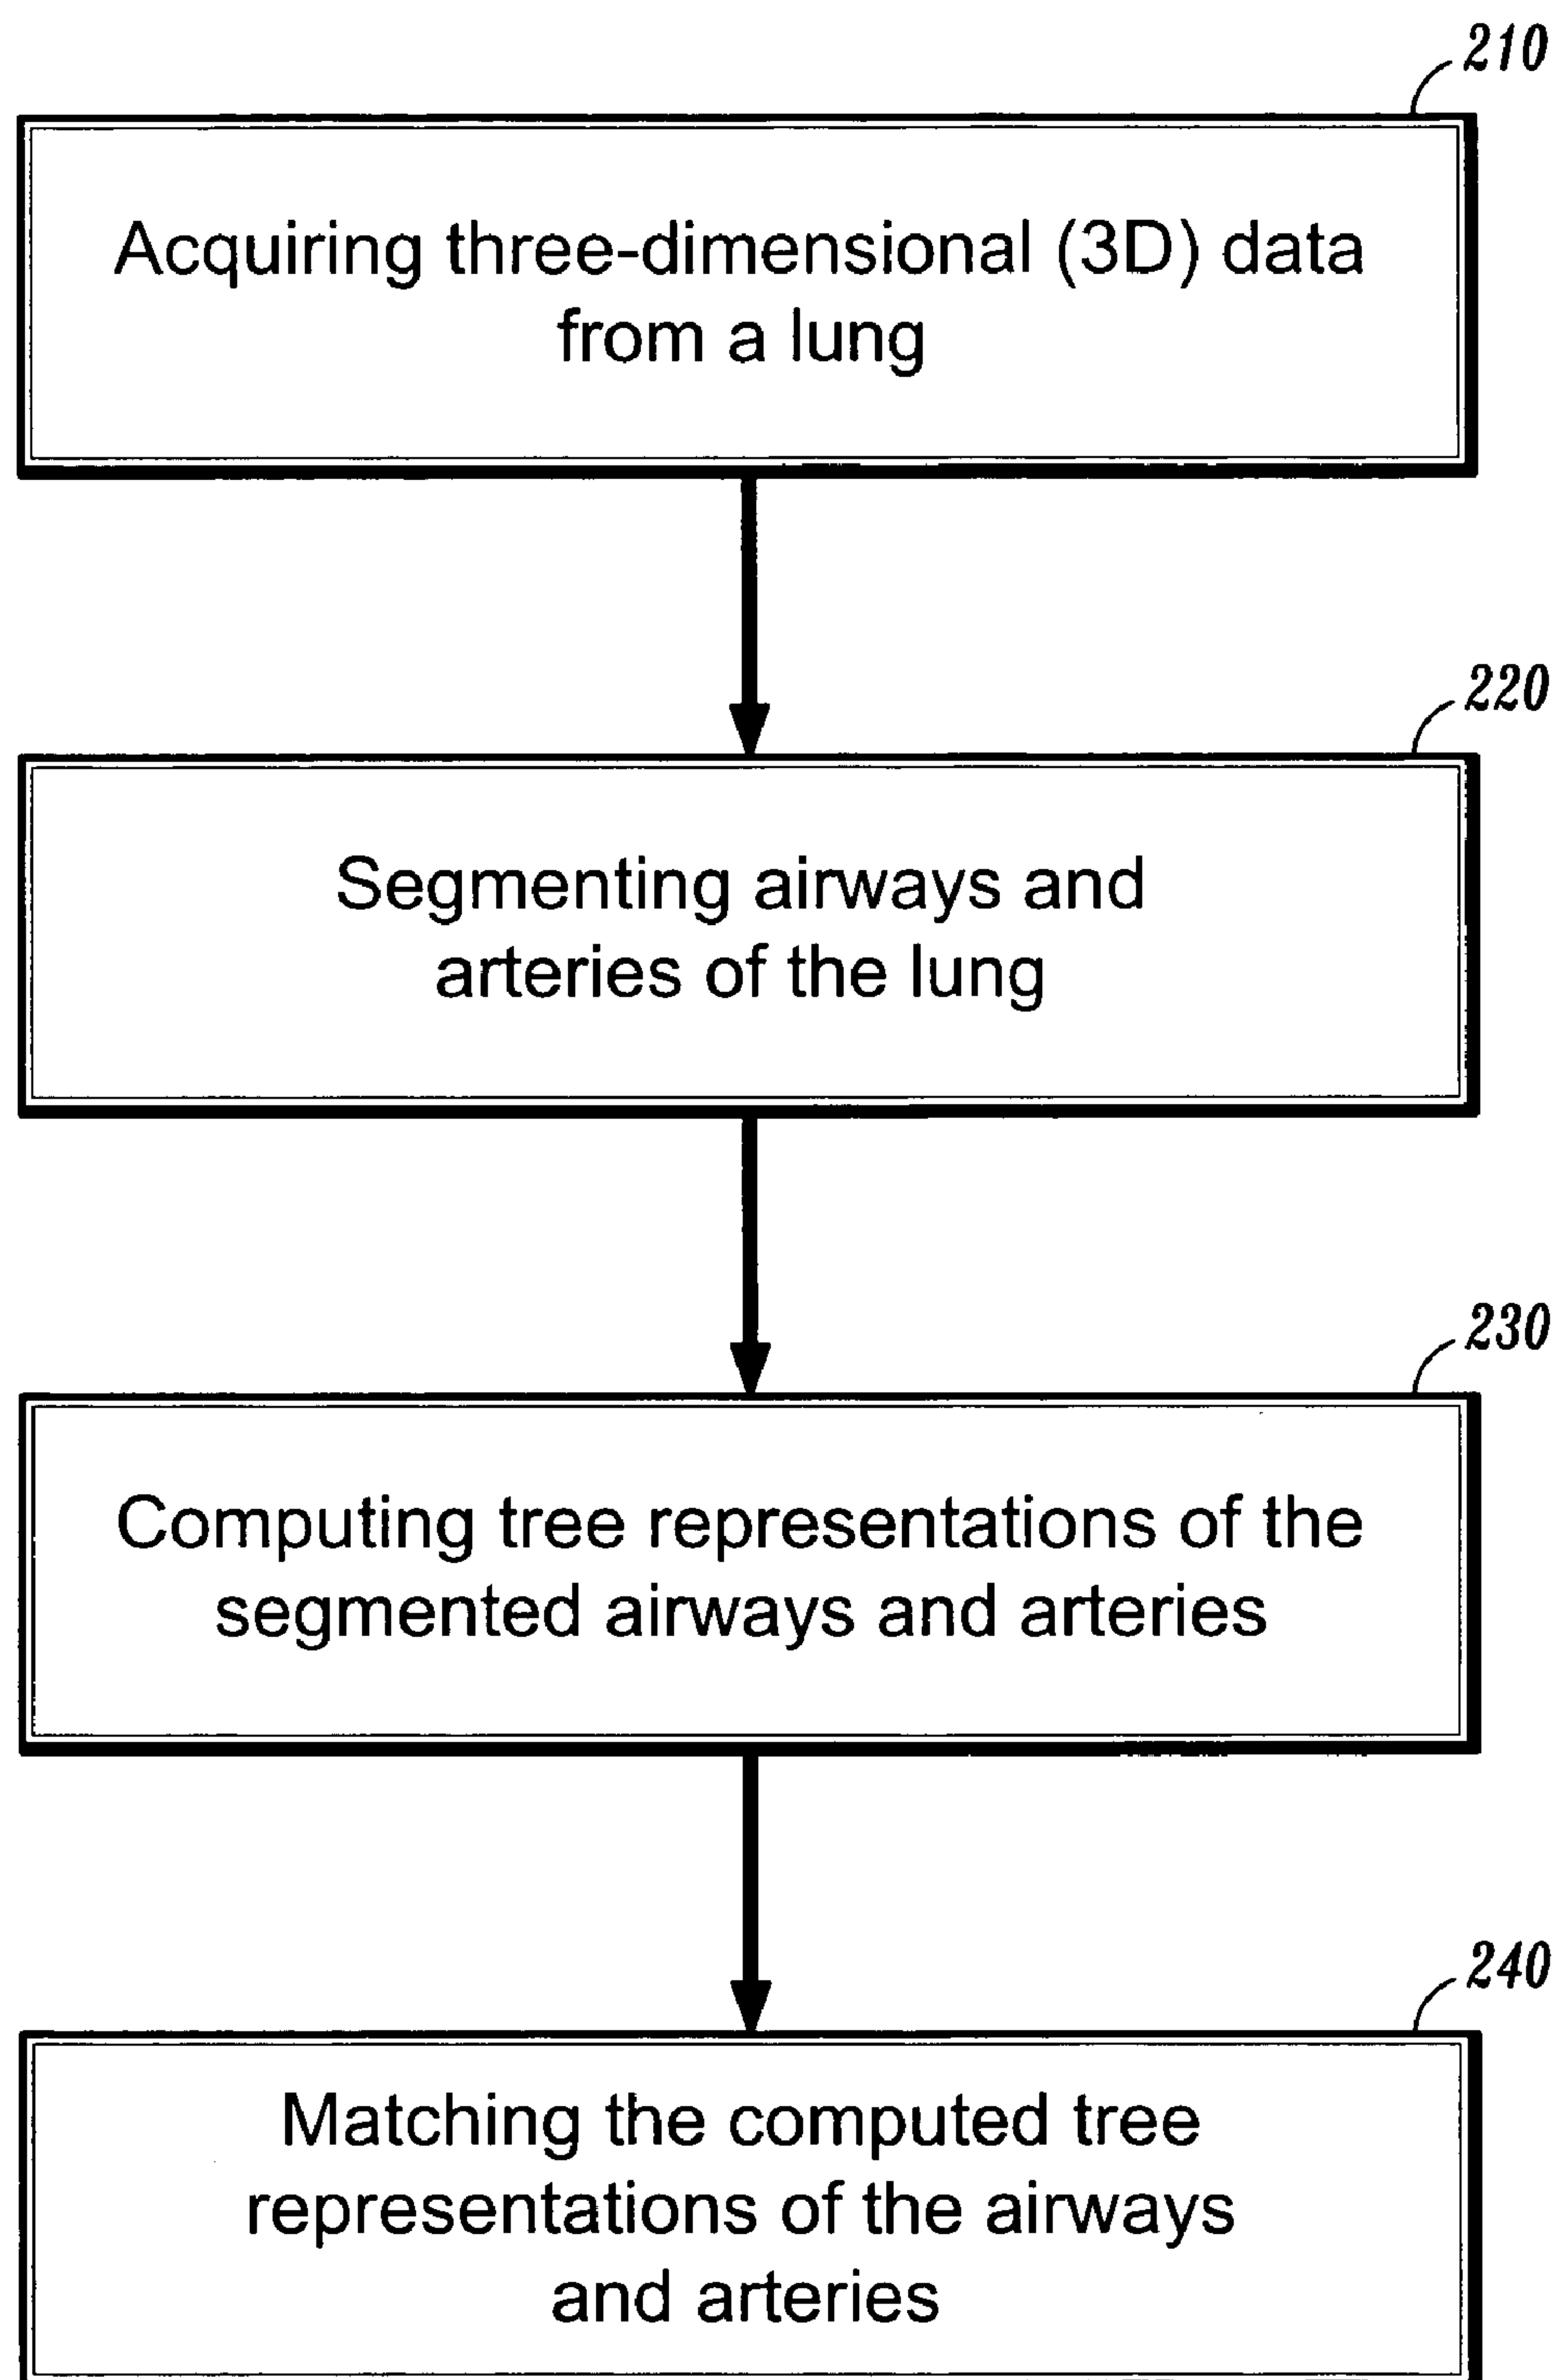 210
Acquiring three-dimensional (3D) data
from a lung
220
Segmenting airways and
arteries of the lung
230
Computing tree representations of the
segmented airways and arteries
240
Matching the computed tree
representations of the airways
and arteries